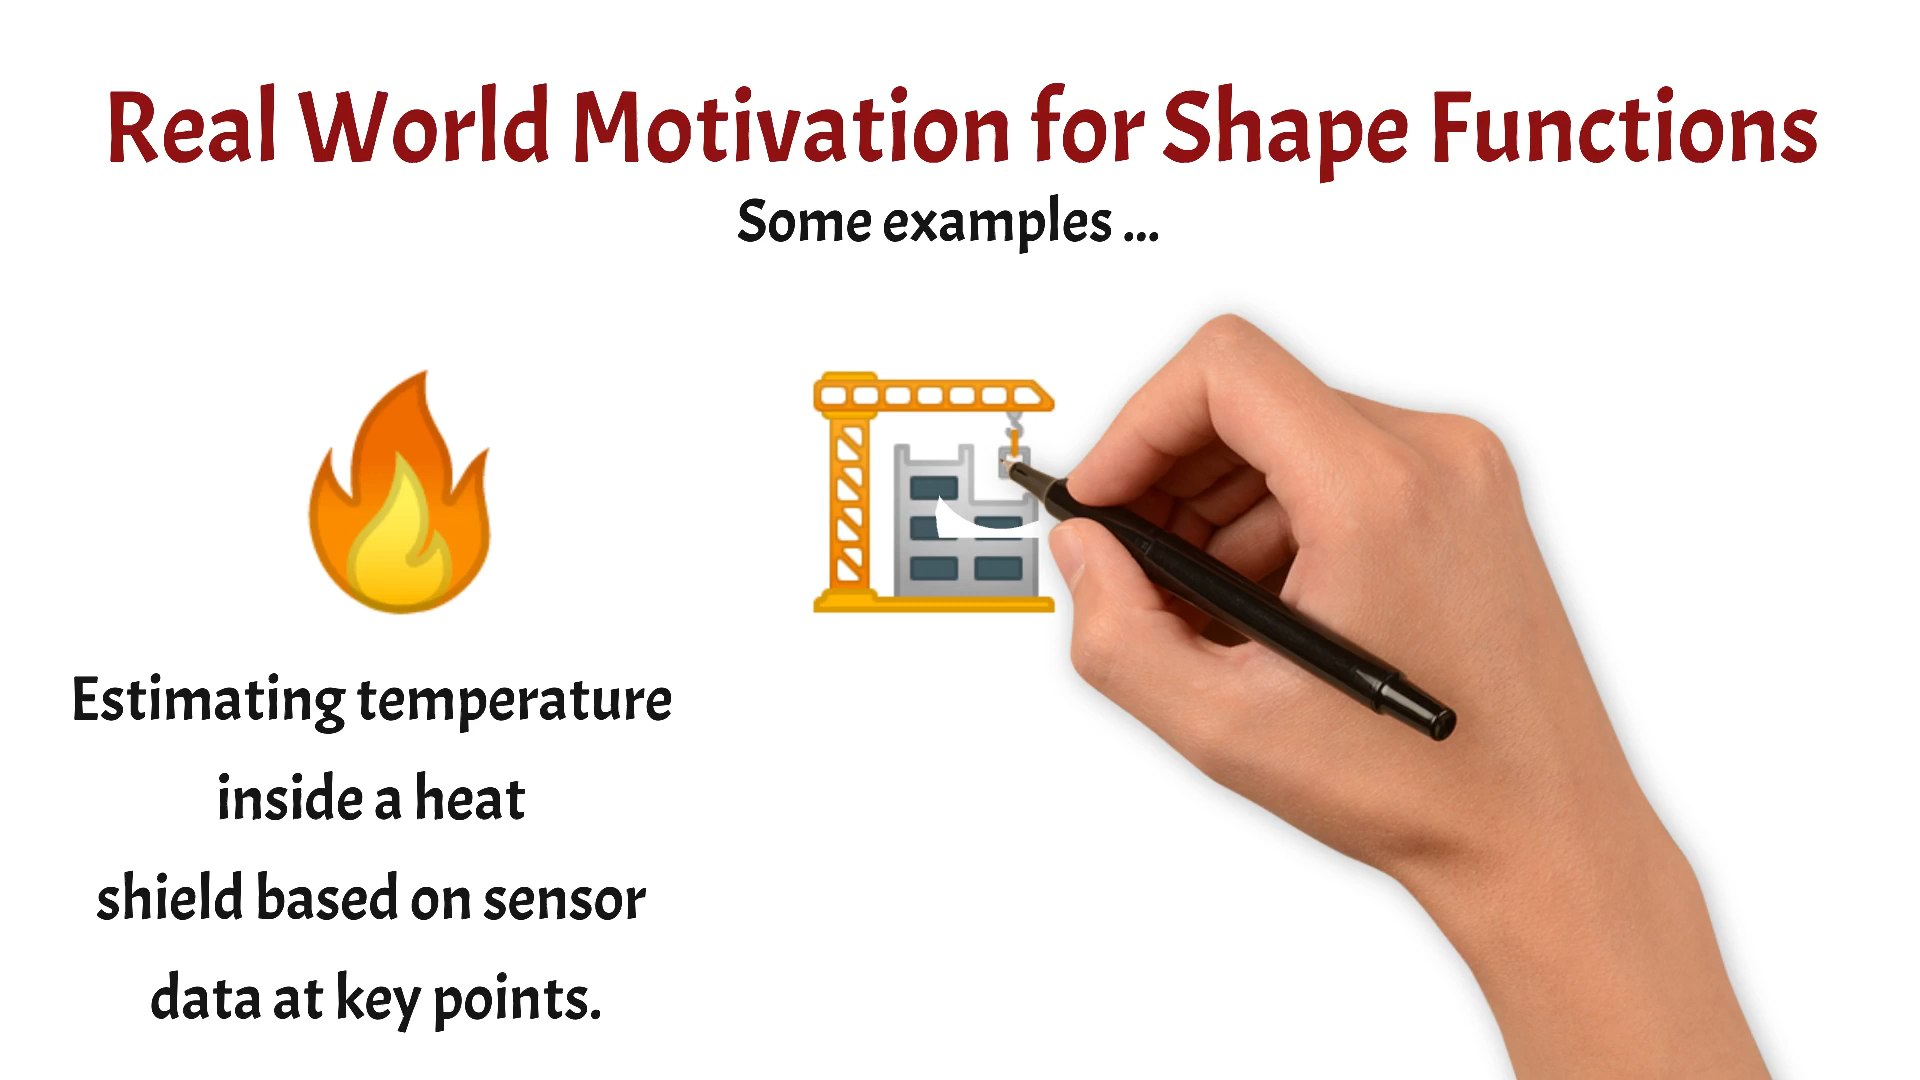 Real World Motivation for Shape Functions
Some examples ...
Estimating temperature
inside a heat
shield based on sensor
data at key points.